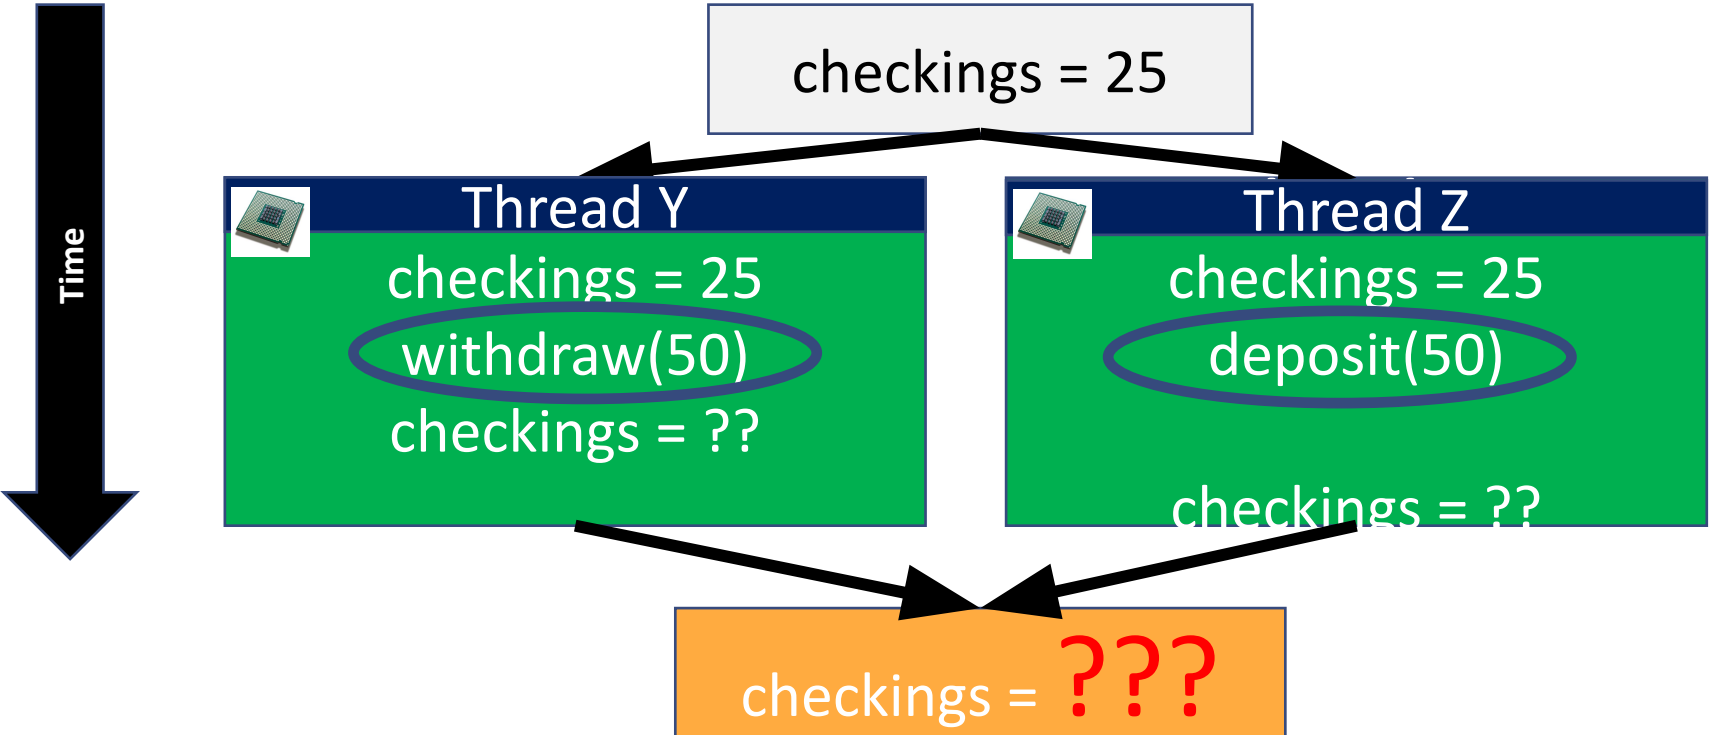 checkings = 25
Time
Thread Y
checkings = 25
withdraw(50)
checkings = ??
Thread Z
checkings = 25
deposit(50)
checkings = ??
checkings = ???